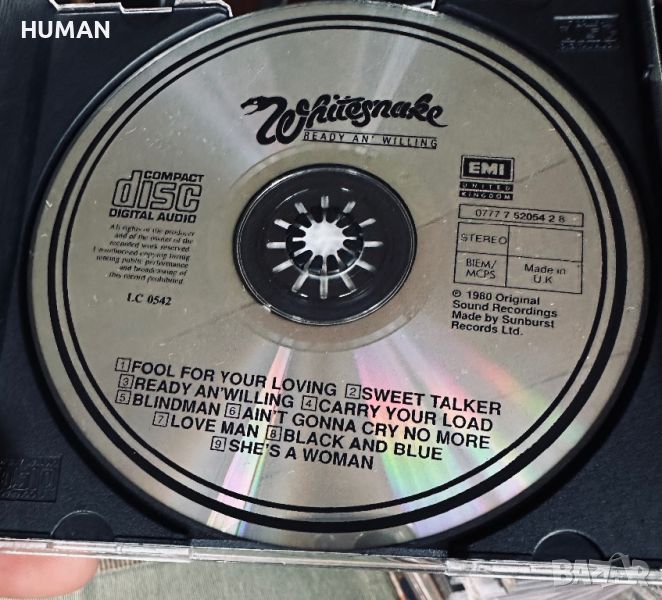 HUMAN
Whitesnake
READY AN' WILLING
COMPACT
disc
DIGITAL AUDIO
All rights of the producer
and of the owner of the
recorded work reserved.
Unauthorised copying hiring
renting public performance
and broadcasting of
this record prohibited.
LC 0542
EMI
UNITED
KINGDOM
0777 7 52054 2 8
STEREO
BIEM/
MCPS
Made in
U.K
℗ 1980 Original
Sound Recordings
Made by Sunburst
Records Ltd.
1 FOOL FOR YOUR LOVING 2 SWEET TALKER
3 READY AN' WILLING 4 CARRY YOUR LOAD
5 BLINDMAN 6 AIN'T GONNA CRY NO MORE
7 LOVE MAN 8 BLACK AND BLUE
9 SHE'S A WOMAN
BAZAR